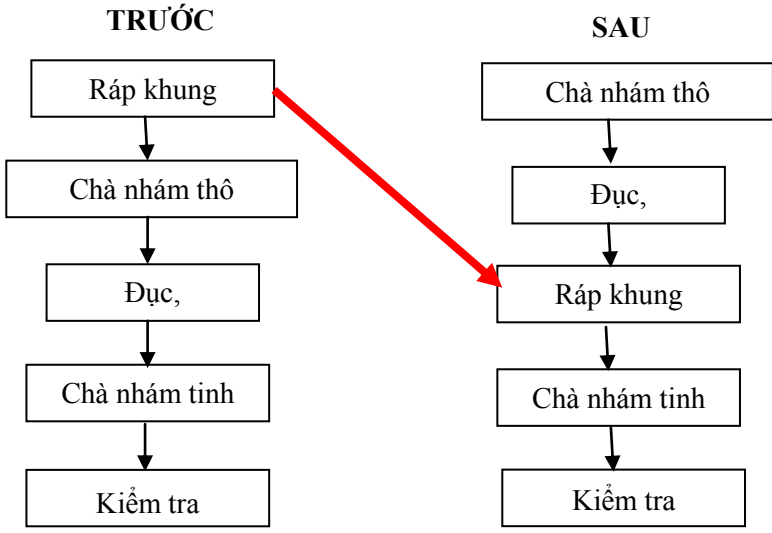 TRƯỚC
Ráp khung
Chà nhám thô
Đục,
Chà nhám tinh
Kiểm tra
SAU
Chà nhám thô
Đục,
Ráp khung
Chà nhám tinh
Kiểm tra